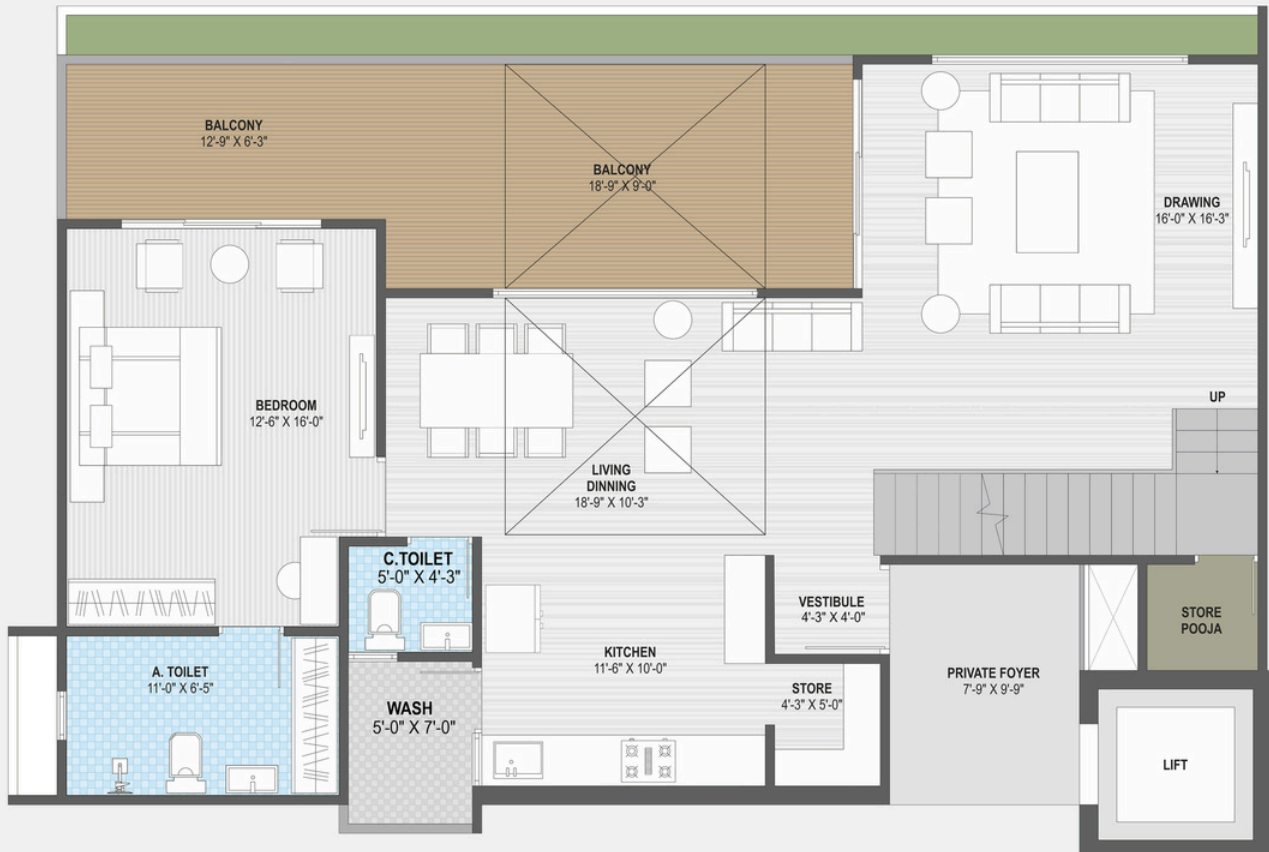 BALCONY
12'-9" X 6'-3"
BALCONY
18'-9" X 9'-0"
DRAWING
16'-0" X 16'-3"
BEDROOM
12'-6" X 16'-0"
UP
LIVING
DINNING
18'-9" X 10'-3"
C.TOILET
5'-0" X 4'-3"
VESTIBULE
4'-3" X 4'-0"
STORE
POOJA
KITCHEN
11'-6" X 10'-0"
A. TOILET
11'-0" X 6'-5"
PRIVATE FOYER
7'-9" X 9'-9"
STORE
4'-3" X 5'-0"
WASH
5'-0" X 7'-0"
LIFT